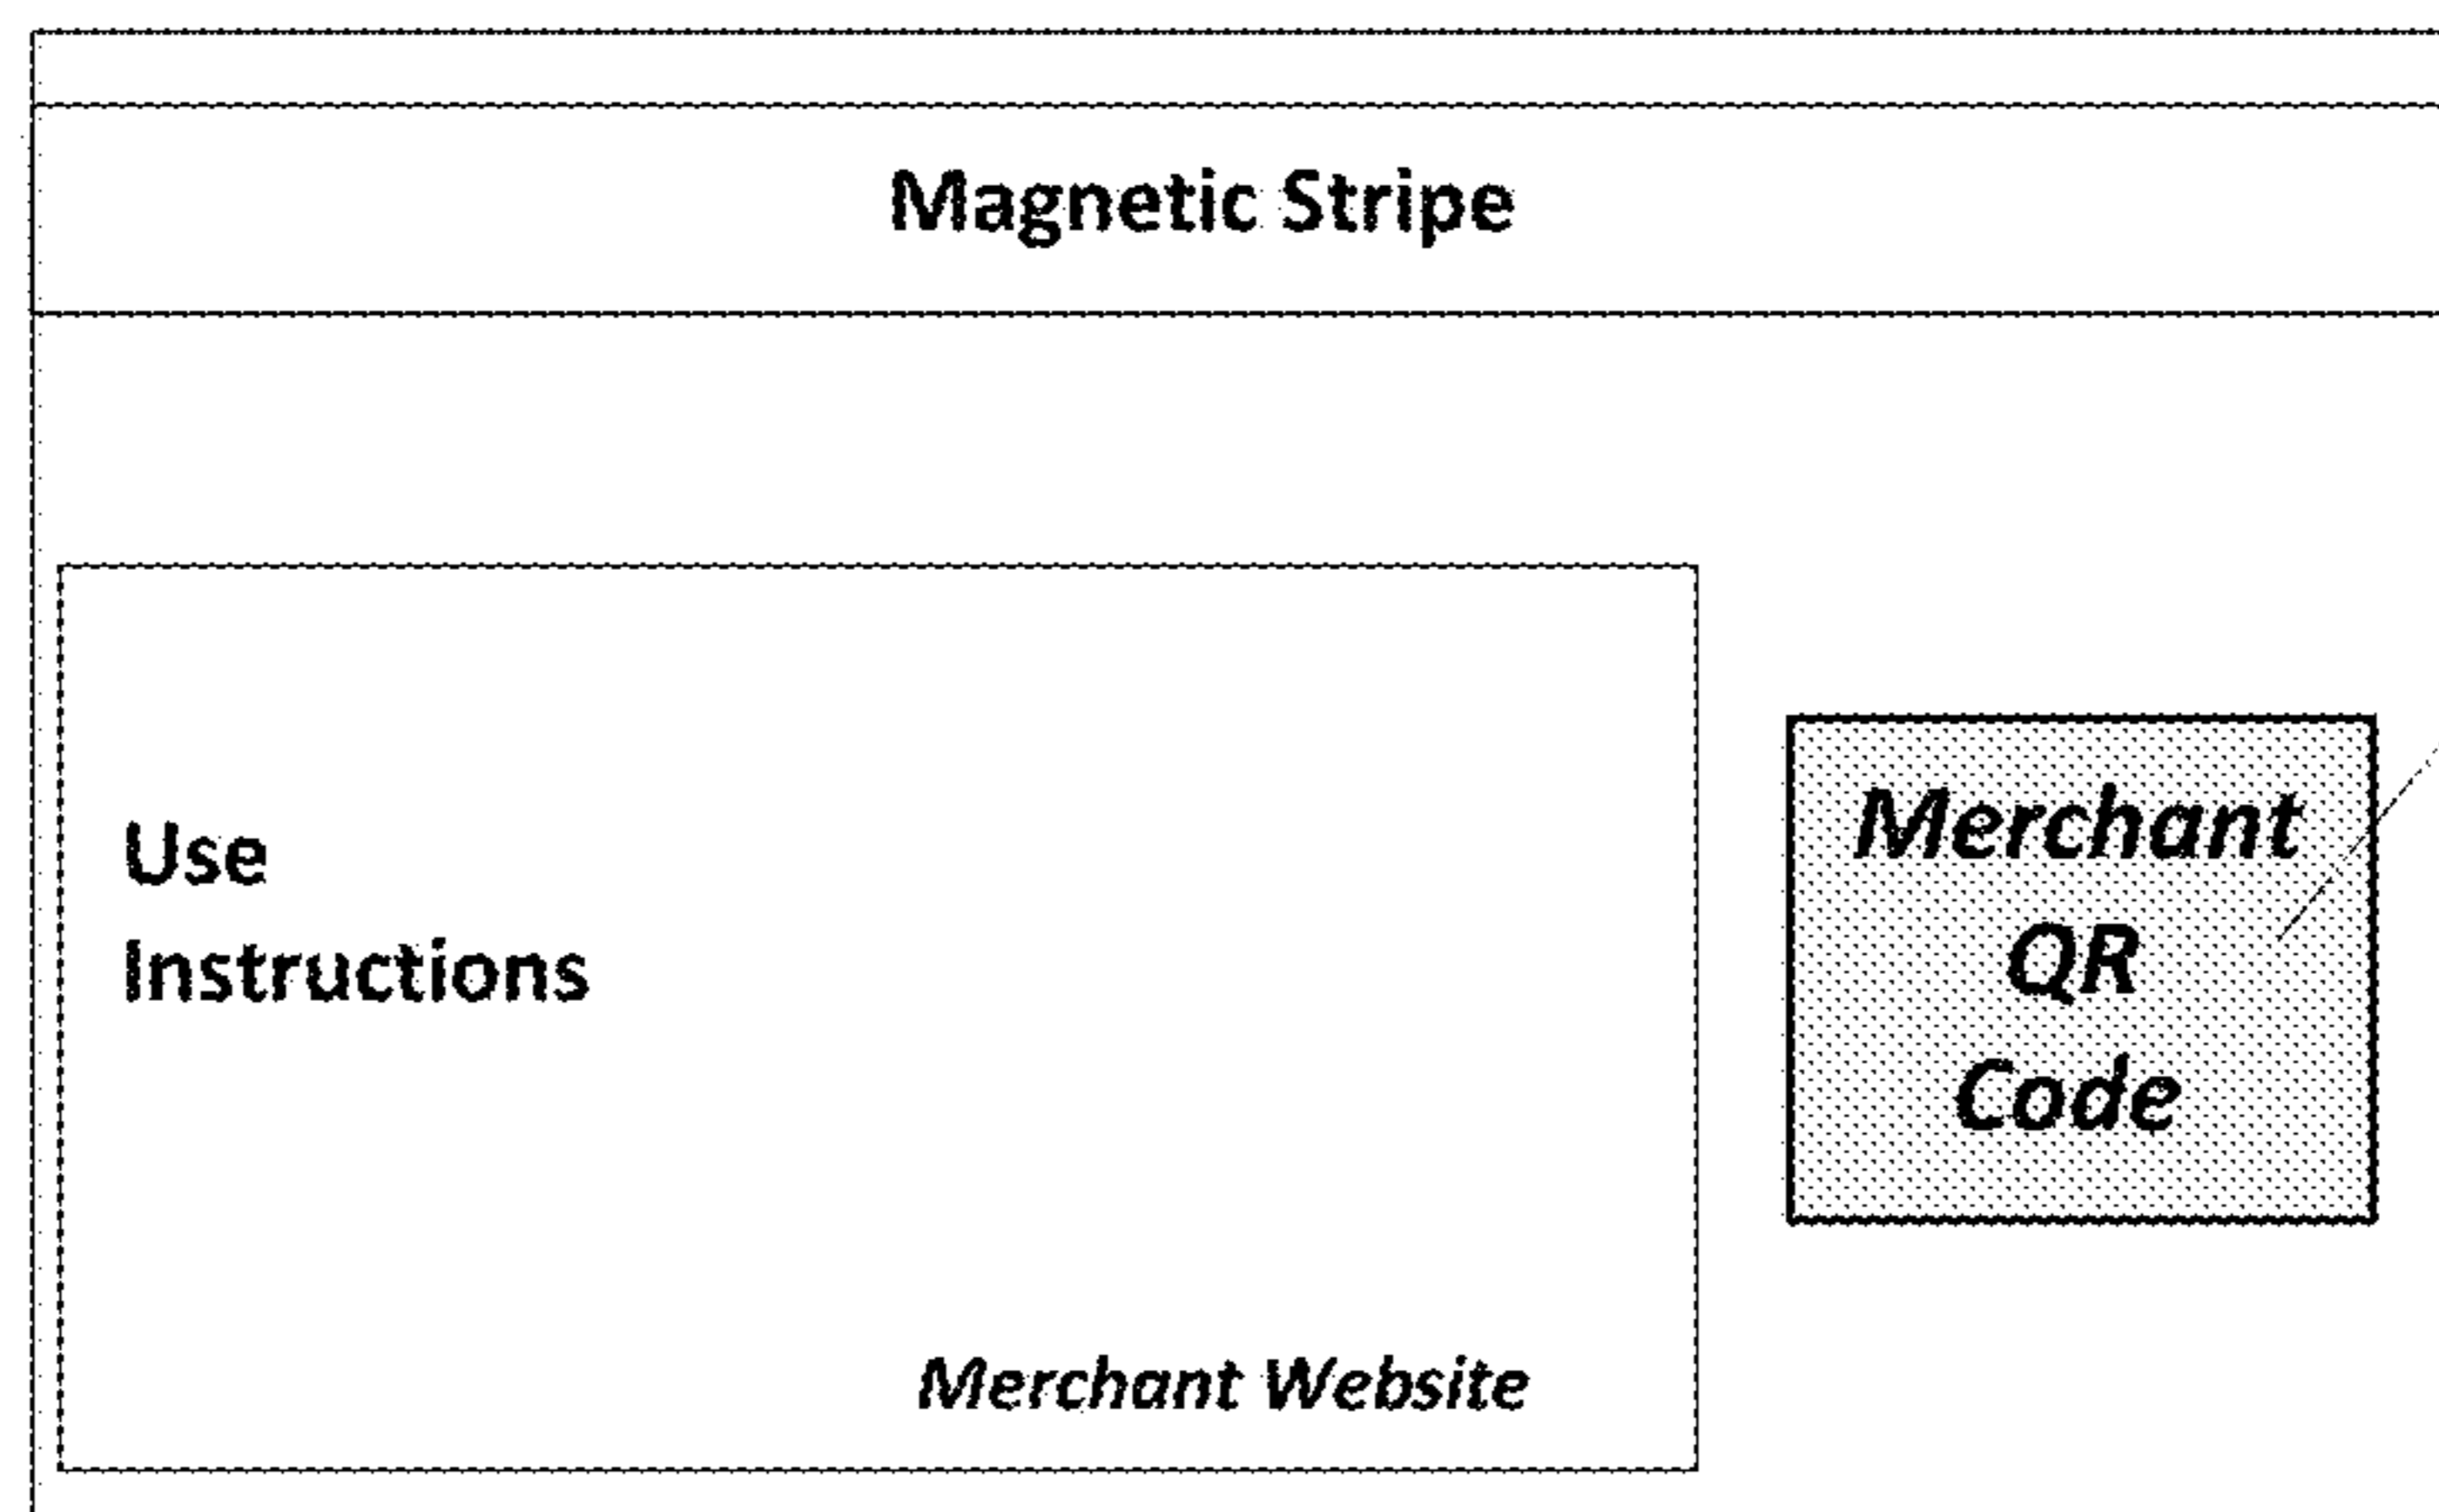 Magnetic Stripe
Use
Instructions
Merchant Website
Merchant
QR
Code